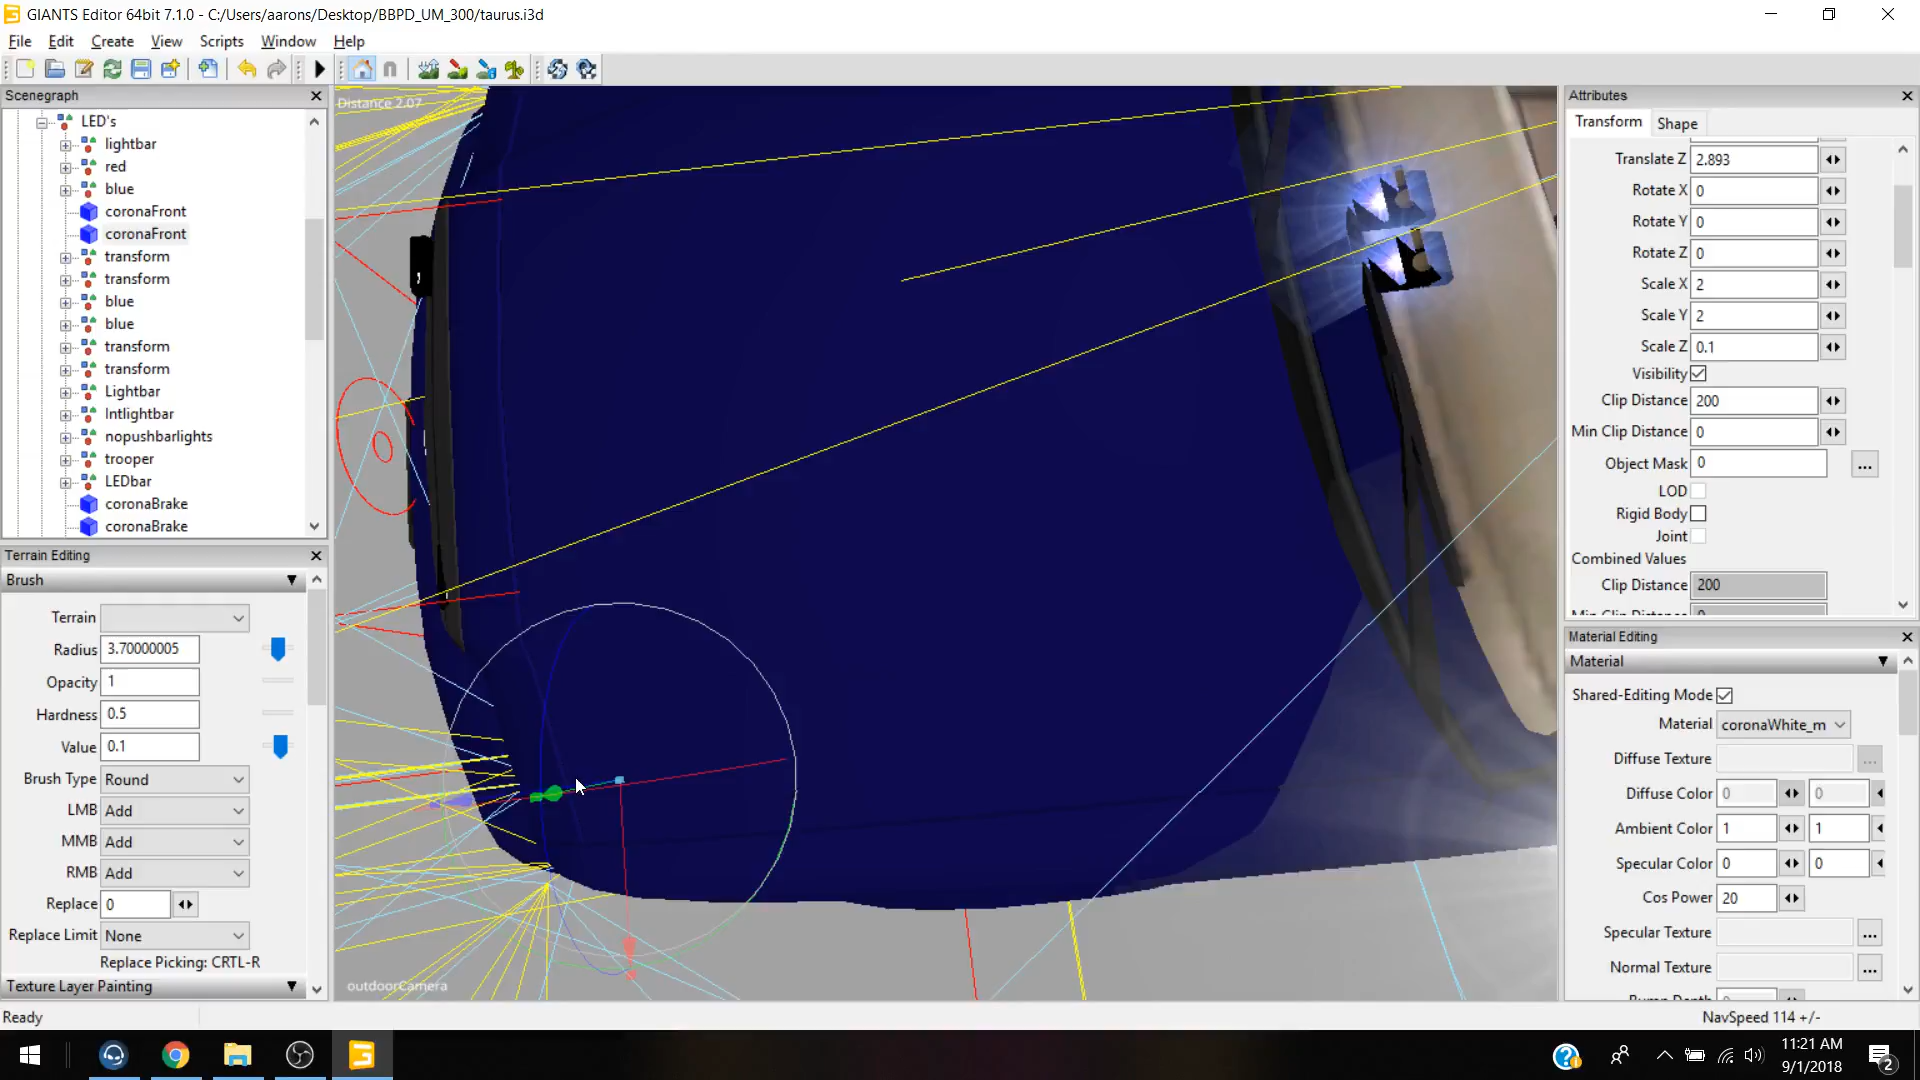 GIANTS Editor 64bit 7.1.0 - C:/Users/aarons/Desktop/BBPD_UM_300/taurus.i3d
File Edit Create View Scripts Window Help
Scenegraph
LED's
lightbar
red
blue
coronaFront
coronaFront
transform
transform
blue
blue
transform
transform
Lightbar
Intlightbar
nopushbarlights
trooper
LEDbar
coronaBrake
coronaBrake
Terrain Editing
Brush
Terrain
Radius 3.70000005
Opacity 1
Hardness 0.5
Value 0.1
Brush Type Round
LMB Add
MMB Add
RMB Add
Replace 0
Replace Limit None
Replace Picking: CRTL-R
Texture Layer Painting
Distance 2.07
outdoorCamera
Attributes
Transform Shape
Translate Z 2.893
Rotate X 0
Rotate Y 0
Rotate Z 0
Scale X 2
Scale Y 2
Scale Z 0.1
Visibility
Clip Distance 200
Min Clip Distance 0
Object Mask 0 ...
LOD
Rigid Body
Joint
Combined Values
Clip Distance 200
Min Clip Distance 0
Material Editing
Material
Shared-Editing Mode
Material coronaWhite_m
Diffuse Texture ...
Diffuse Color 0 0
Ambient Color 1 1
Specular Color 0 0
Cos Power 20
Specular Texture ...
Normal Texture ...
Bump Depth
Ready
NavSpeed 114 +/-
11:21 AM
9/1/2018
2